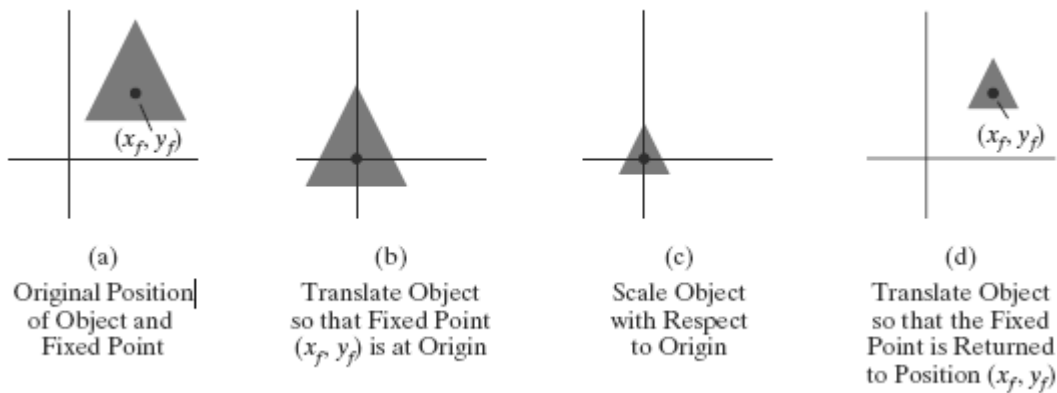 (x_f, y_f)
(x_f, y_f)
(a)
Original Position
of Object and
Fixed Point
(b)
Translate Object
so that Fixed Point
(x_f, y_f) is at Origin
(c)
Scale Object
with Respect
to Origin
(d)
Translate Object
so that the Fixed
Point is Returned
to Position (x_f, y_f)